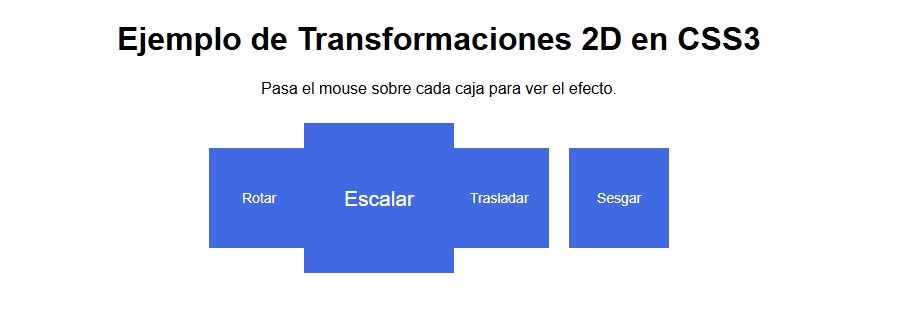 Ejemplo de Transformaciones 2D en CSS3
Pasa el mouse sobre cada caja para ver el efecto.
Rotar
Escalar
Trasladar
Sesgar